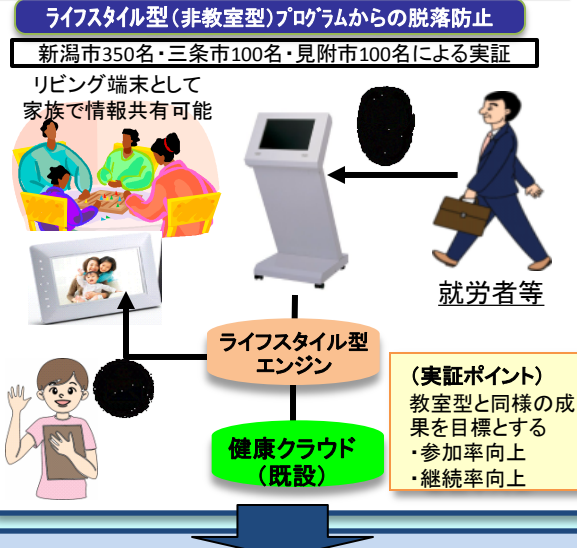 ライフスタイル型(非教室型)プログラムからの脱落防止
新潟市350名・三条市100名・見附市100名による実証
リビング端末として
家族で情報共有可能
就労者等
ライフスタイル型
エンジン
(実証ポイント)
教室型と同様の成
果を目標とする
・参加率向上
・継続率向上
健康クラウド
(既設)